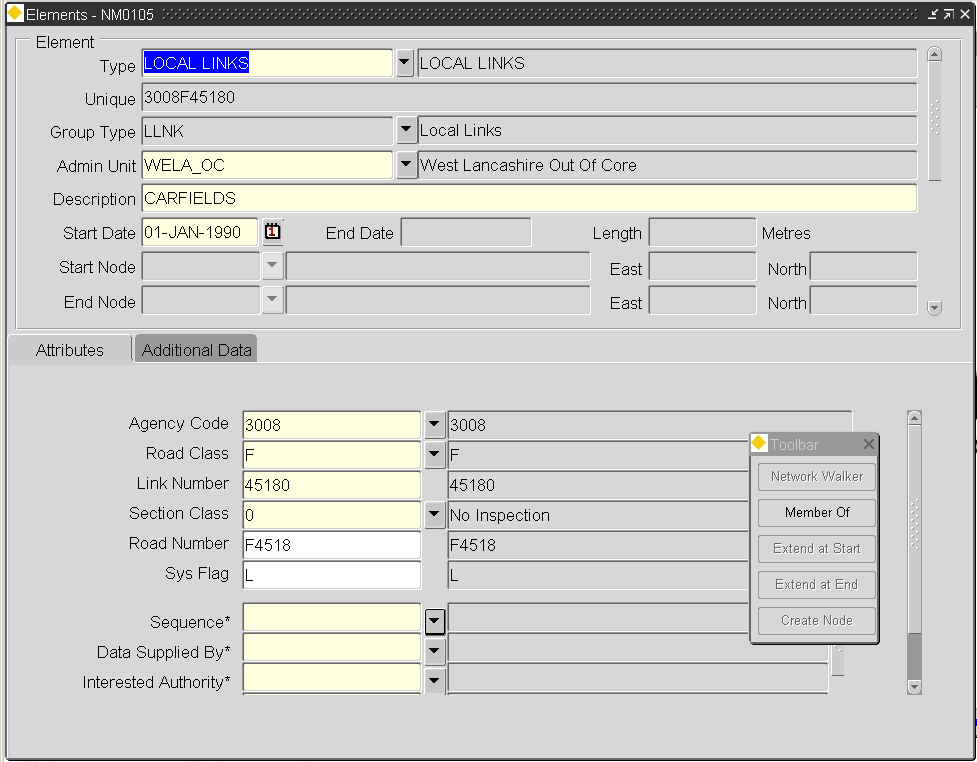 Elements - NM0105
Element
Type LOCAL LINKS LOCAL LINKS
Unique 3008F45180
Group Type LLNK Local Links
Admin Unit WELA_OC West Lancashire Out Of Core
Description CARFIELDS
Start Date 01-JAN-1990 1 End Date Length Metres
Start Node East North
End Node East North
Attributes Additional Data
Agency Code 3008 3008
Road Class F F
Link Number 45180 45180
Section Class 0 No Inspection
Road Number F4518 F4518
Sys Flag L L
Sequence*
Data Supplied By*
Interested Authority*
Toolbar
Network Walker
Member Of
Extend at Start
Extend at End
Create Node